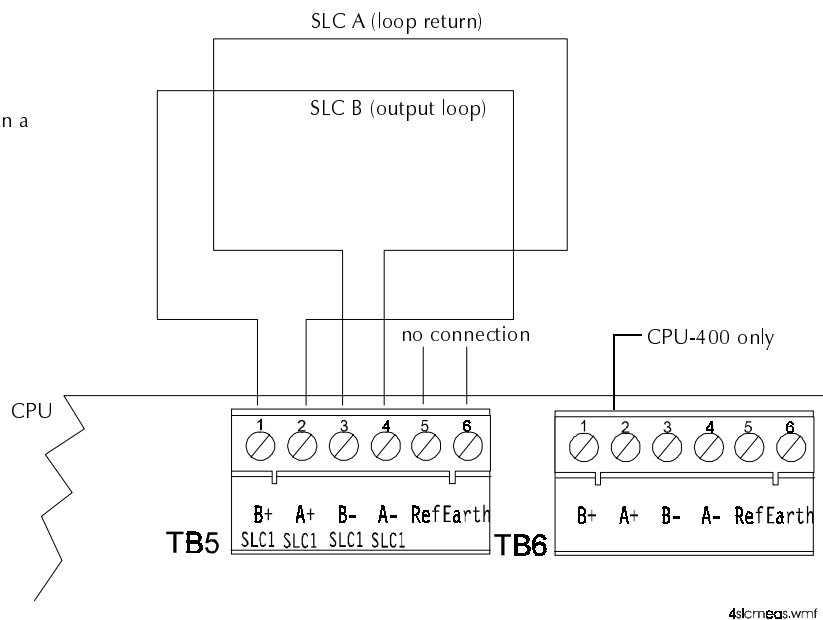 SLC A (loop return)
SLC B (output loop)
n a
no connection
CPU-400 only
CPU
1 2 3 4 5 6
1 2 3 4 5 6
B+ A+ B- A- Ref Earth
SLC1 SLC1 SLC1 SLC1
TB5
B+ A+ B- A- Ref Earth
TB6
4slcmeas.wmf